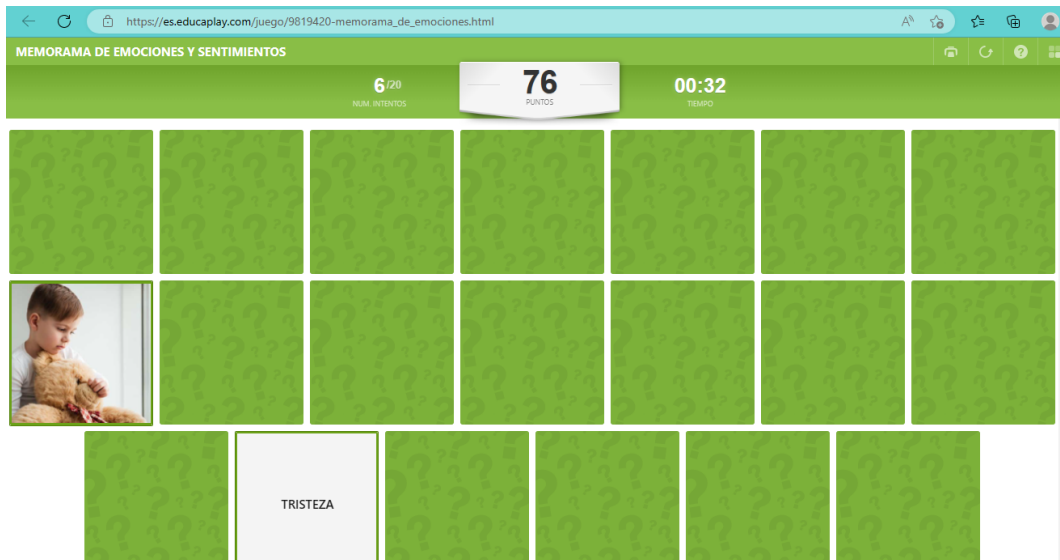 https://es.educaplay.com/juego/9819420-memorama_de_emociones.html
MEMORAMA DE EMOCIONES Y SENTIMIENTOS
6/20 76 00:32
NUM. INTENTOS PUNTOS TIEMPO
TRISTEZA